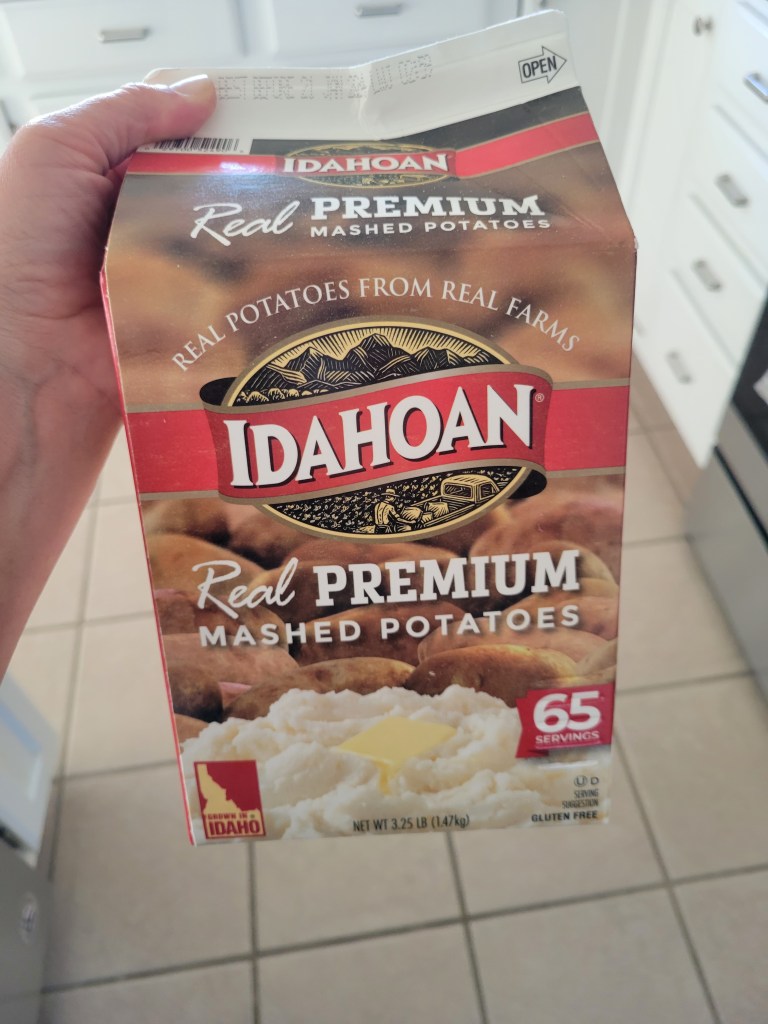 OPEN
BEST BEFORE 21 JAN
IDAHOAN
Real PREMIUM
MASHED POTATOES
REAL POTATOES FROM REAL FARMS
IDAHOAN®
Real PREMIUM
MASHED POTATOES
65
SERVINGS
GROWN IN
IDAHO
NET WT 3.25 LB (1.47kg)
U D
SERVING
SUGGESTION
GLUTEN FREE